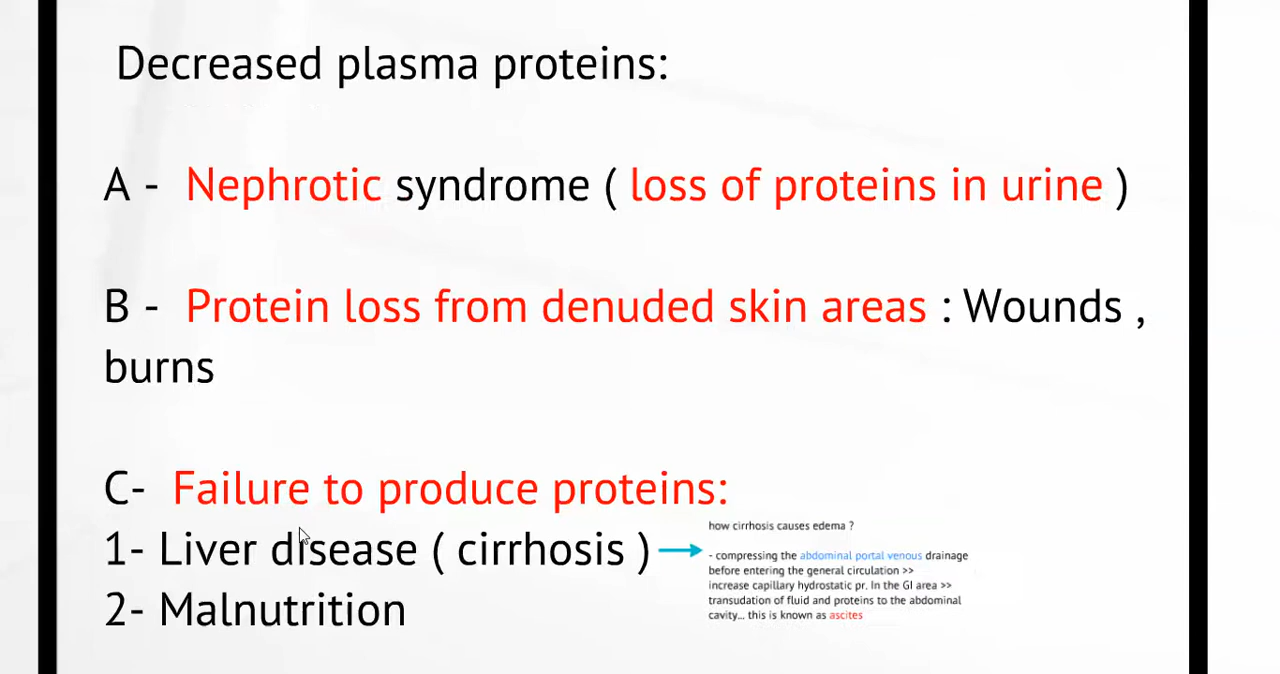 Decreased plasma proteins:
A - Nephrotic syndrome ( loss of proteins in urine )
B - Protein loss from denuded skin areas : Wounds ,
burns
C- Failure to produce proteins:
1- Liver disease ( cirrhosis )
2- Malnutrition
how cirrhosis causes edema ?
- compressing the abdominal portal venous drainage
before entering the general circulation >>
increase capillary hydrostatic pr. In the GI area >>
transudation of fluid and proteins to the abdominal
cavity... this is known as ascites